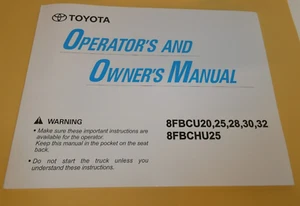 TOYOTA
OPERATOR'S AND
OWNER'S MANUAL
WARNING
• Make sure these important instructions are
available for the operator.
Keep this manual in the pocket on the seat
back.
• Do not start the truck unless you
understand these instructions.
8FBCU20,25,28,30,32
8FBCHU25